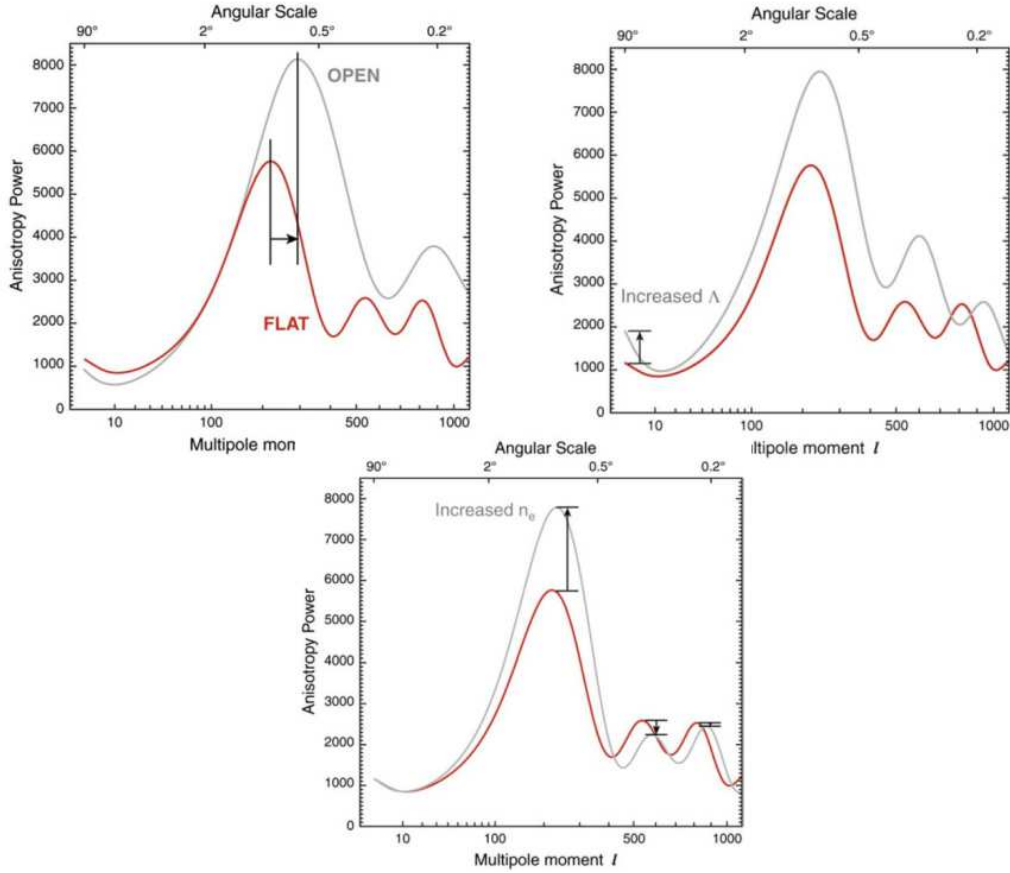 Angular Scale
90° 2° 0.5° 0.2°
8000
7000
6000
5000
4000
3000
2000
1000
0
Anisotropy Power
OPEN
FLAT
10 100 500 1000
Multipole mon
Angular Scale
90° 2° 0.5° 0.2°
8000
7000
6000
5000
4000
3000
2000
1000
0
Anisotropy Power
Increased Λ
10 100 500 1000
ltipole moment l
Angular Scale
90° 2° 0.5° 0.2°
8000
7000
6000
5000
4000
3000
2000
1000
0
Anisotropy Power
Increased nₑ
10 100 500 1000
Multipole moment l